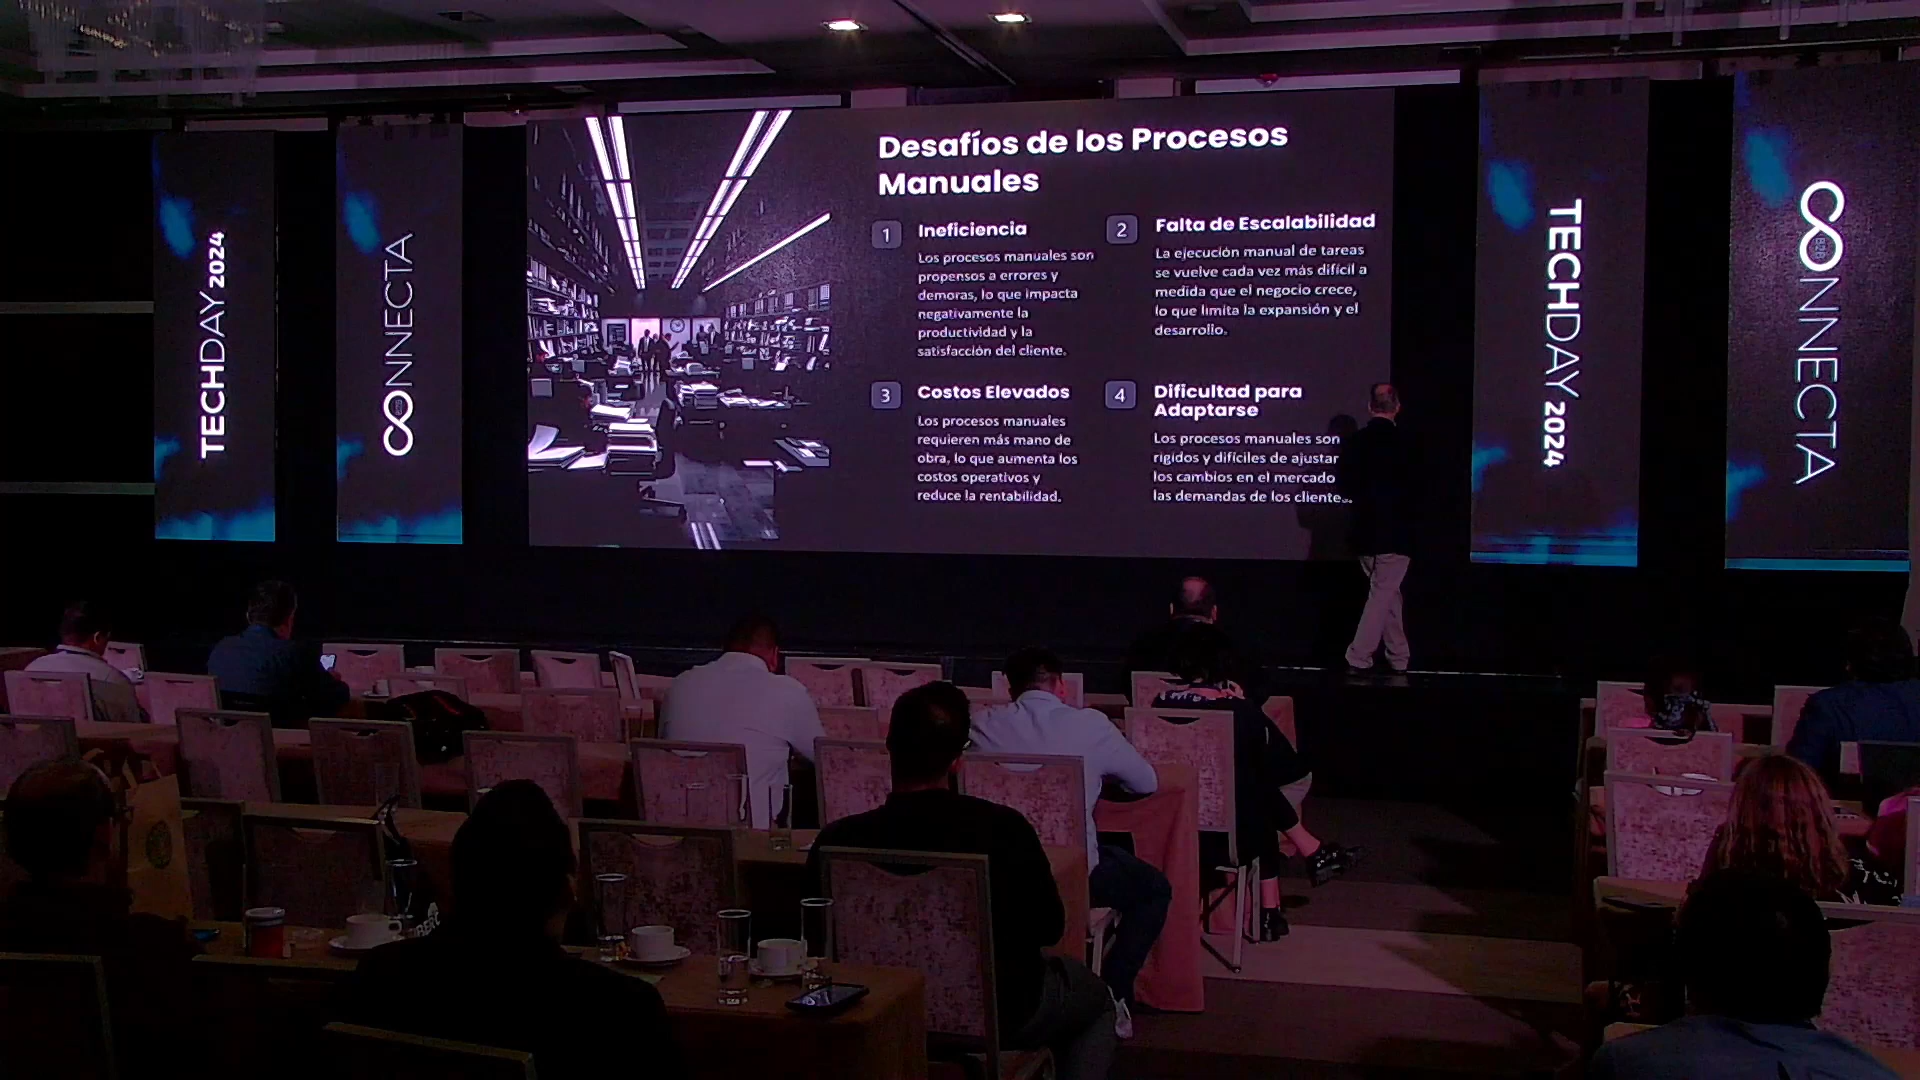 TECHDAY 2024
CONNECTA
Desafíos de los Procesos
Manuales
1
Ineficiencia
Los procesos manuales son
propensos a errores y
demoras, lo que impacta
negativamente la
productividad y la
satisfacción del cliente.
2
Falta de Escalabilidad
La ejecución manual de tareas
se vuelve cada vez más difícil a
medida que el negocio crece,
lo que limita la expansión y el
desarrollo.
3
Costos Elevados
Los procesos manuales
requieren más mano de
obra, lo que aumenta los
costos operativos y
reduce la rentabilidad.
4
Dificultad para
Adaptarse
Los procesos manuales son
rígidos y difíciles de ajustar
los cambios en el mercado
las demandas de los clientes.
TECHDAY 2024
CONNECTA